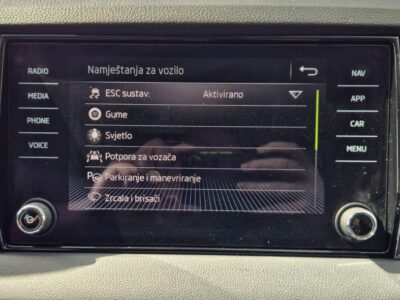 RADIO
MEDIA
PHONE
VOICE
Namještanja za vozilo
ESC sustav: Aktivirano
Gume
Svjetlo
Potpora za vozača
Parkiranje i manevriranje
Zrcala i brisači
NAV
APP
CAR
MENU